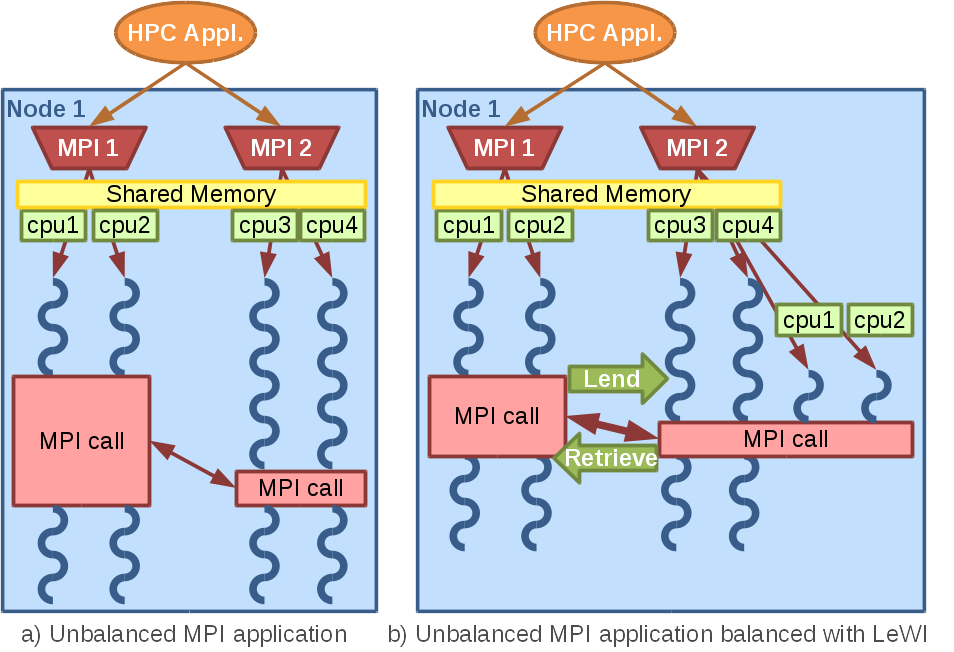 HPC Appl.
HPC Appl.
Node 1
MPI 1
MPI 2
Shared Memory
cpu1
cpu2
cpu3
cpu4
MPI call
MPI call
a) Unbalanced MPI application
Node 1
MPI 1
MPI 2
Shared Memory
cpu1
cpu2
cpu3
cpu4
cpu1
cpu2
Lend
MPI call
MPI call
Retrieve
b) Unbalanced MPI application balanced with LeWI